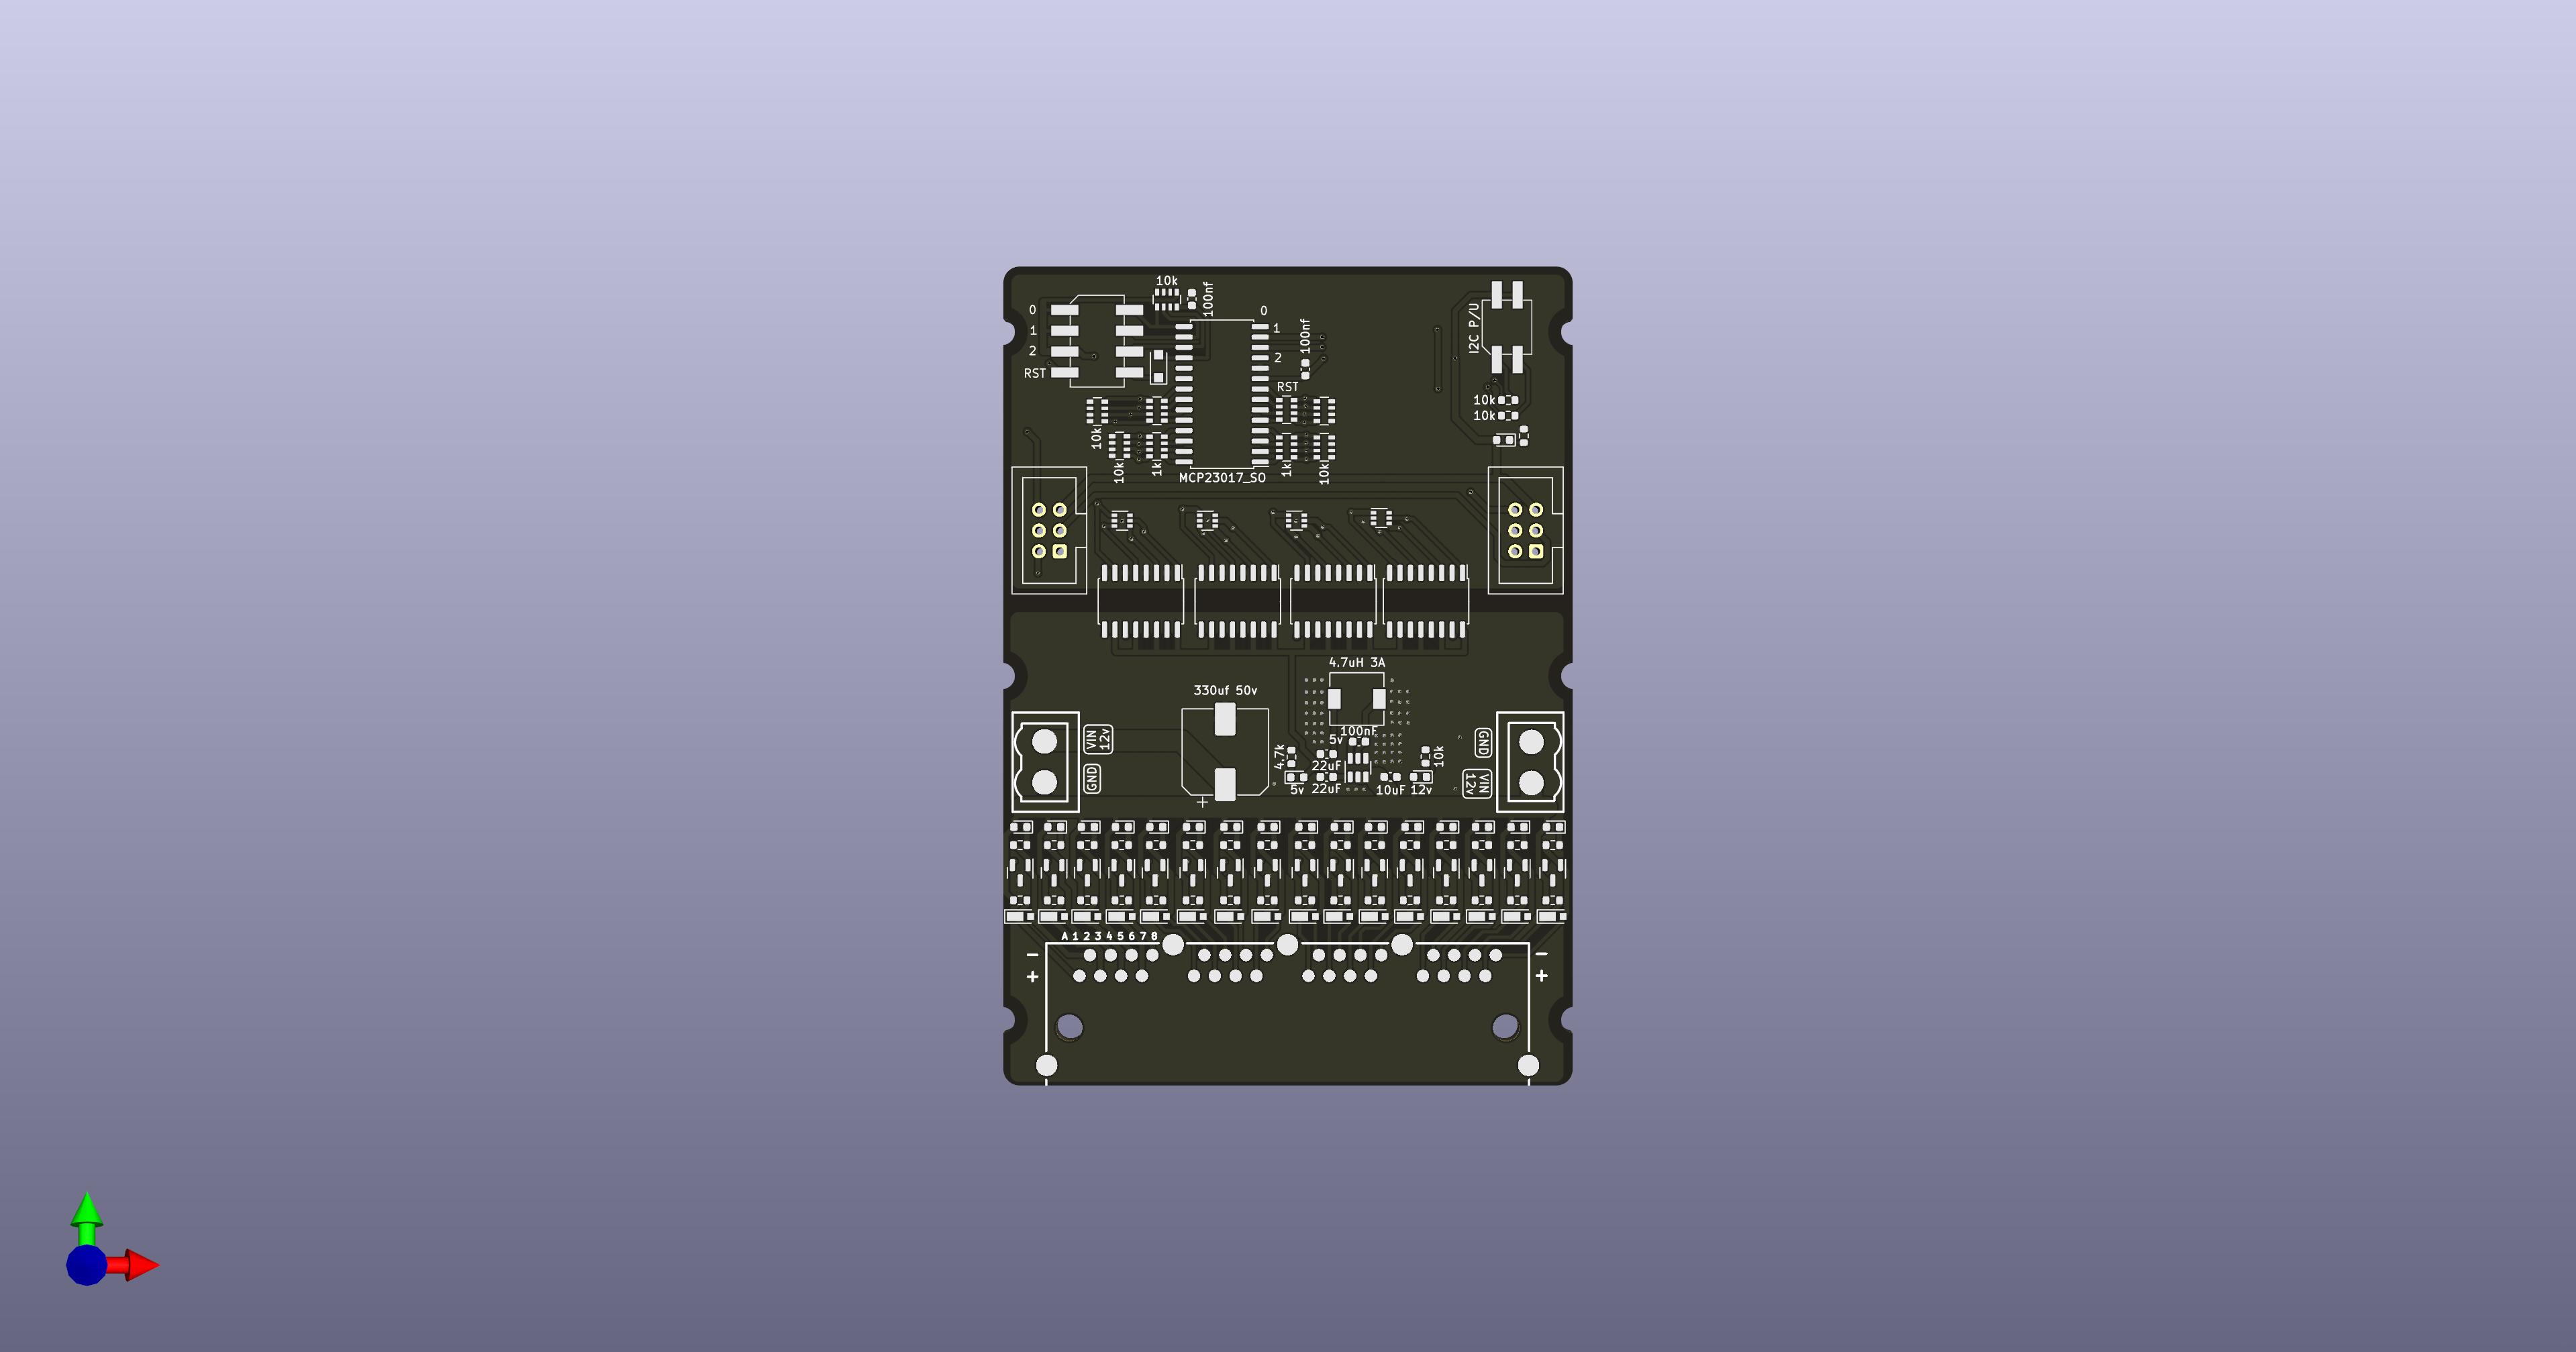 10k
100nf
0
1
2
RST
0
1
2
RST
100nf
I2C P/U
10k
10k
10k
10k
1k
1k
10k
MCP23017_SO
4.7uH 3A
330uf 50v
100nF
5v
4.7k
22uF
10k
5v
22uF
10uF
12v
VIN
12v
GND
GND
VIN
12v
+
A 1 2 3 4 5 6 7 8
−
+
−
+